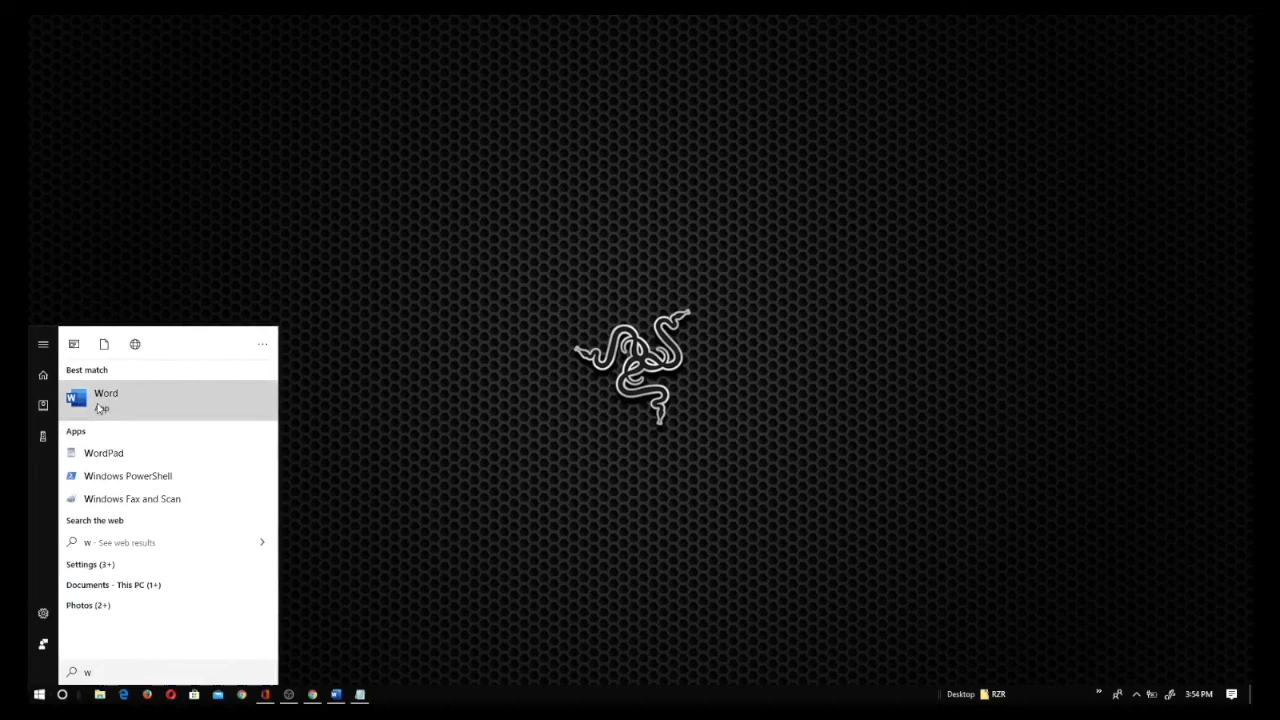 Best match
Word
App
Apps
WordPad
Windows PowerShell
Windows Fax and Scan
Search the web
w - See web results
Settings (3+)
Documents - This PC (1+)
Photos (2+)
w
Desktop
RZR
3:54 PM